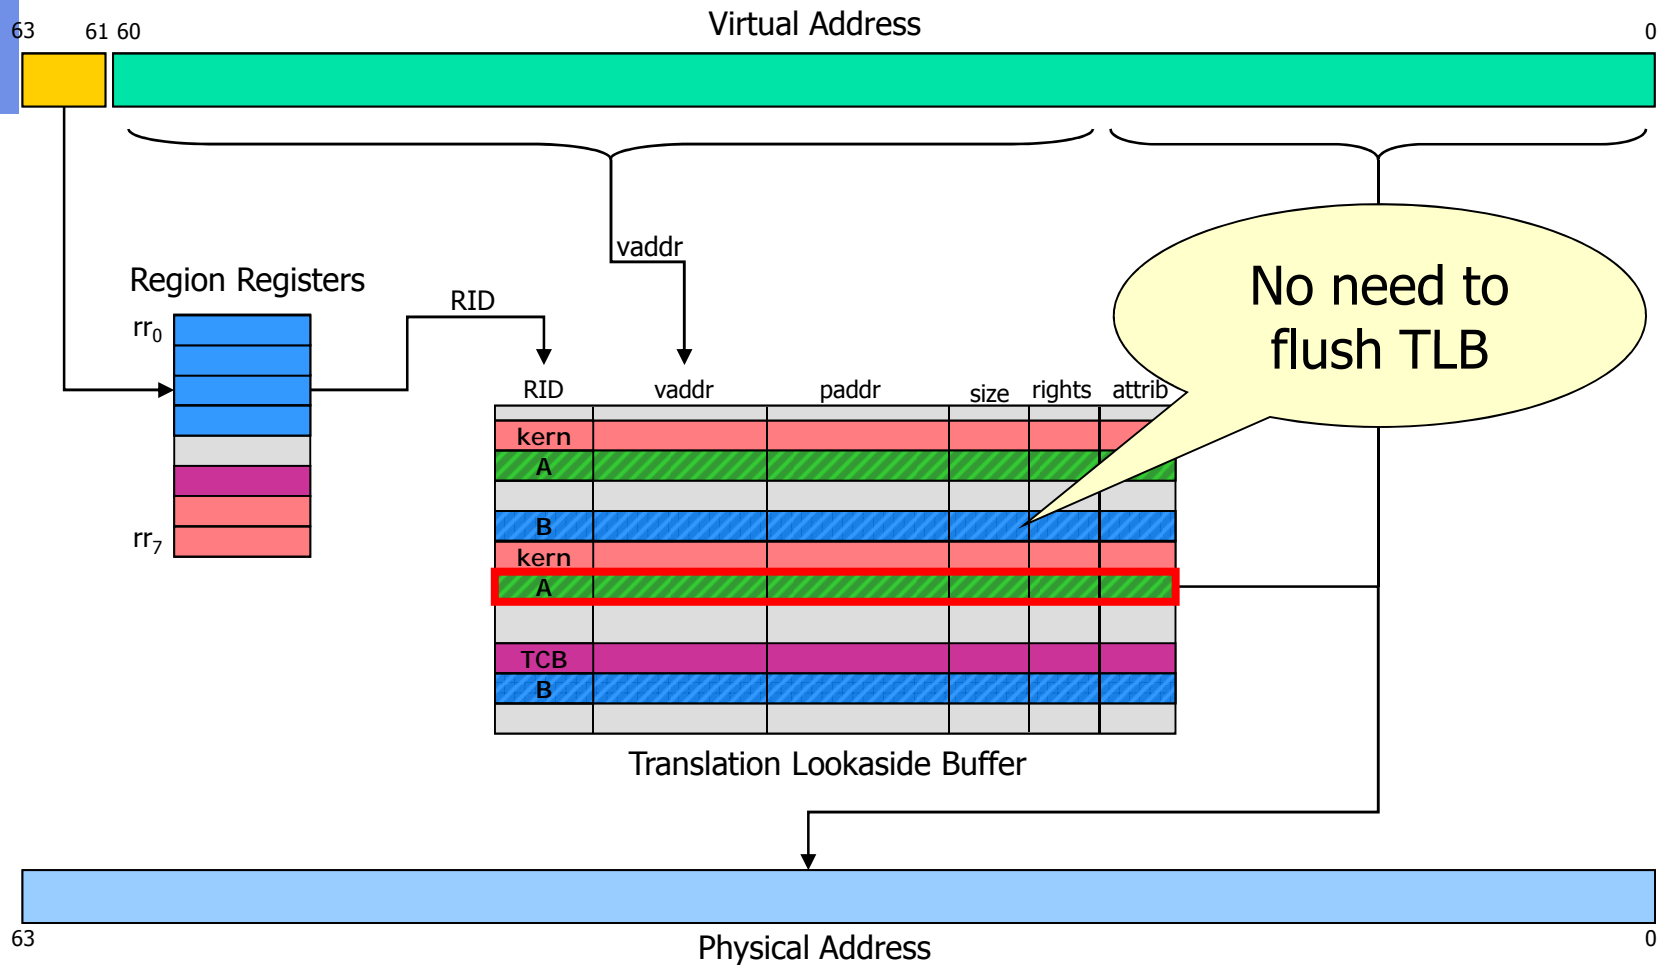 Virtual Address
63 61 60 0
vaddr
Region Registers
RID
No need to
flush TLB
rr0
rr7
RID vaddr paddr size rights attrib
kern
A
B
kern
A
TCB
B
Translation Lookaside Buffer
63 0
Physical Address